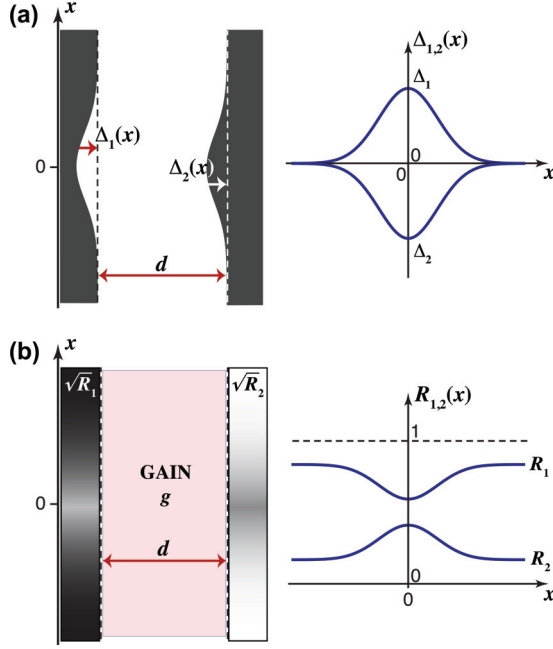 (a)
x
Δ₁(x)
0
Δ₂(x)
d
Δ₁,₂(x)
Δ₁
0
0
x
Δ₂
(b)
x
√R₁
√R₂
GAIN
g
0
d
R₁,₂(x)
1
R₁
R₂
0
0
x